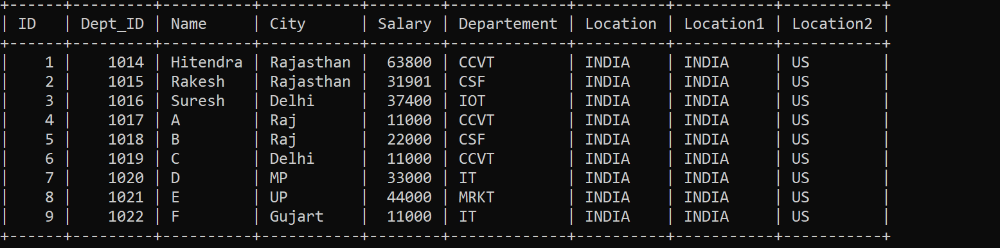 +------+---------+----------+-----------+--------+-------------+----------+-----------+-----------+
| ID   | Dept_ID | Name     | City      | Salary | Departement | Location | Location1 | Location2 |
+------+---------+----------+-----------+--------+-------------+----------+-----------+-----------+
|    1 |    1014 | Hitendra | Rajasthan |  63800 | CCVT        | INDIA    | INDIA     | US        |
|    2 |    1015 | Rakesh   | Rajasthan |  31901 | CSF         | INDIA    | INDIA     | US        |
|    3 |    1016 | Suresh   | Delhi     |  37400 | IOT         | INDIA    | INDIA     | US        |
|    4 |    1017 | A        | Raj       |  11000 | CCVT        | INDIA    | INDIA     | US        |
|    5 |    1018 | B        | Raj       |  22000 | CSF         | INDIA    | INDIA     | US        |
|    6 |    1019 | C        | Delhi     |  11000 | CCVT        | INDIA    | INDIA     | US        |
|    7 |    1020 | D        | MP        |  33000 | IT          | INDIA    | INDIA     | US        |
|    8 |    1021 | E        | UP        |  44000 | MRKT        | INDIA    | INDIA     | US        |
|    9 |    1022 | F        | Gujart    |  11000 | IT          | INDIA    | INDIA     | US        |
+------+---------+----------+-----------+--------+-------------+----------+-----------+-----------+